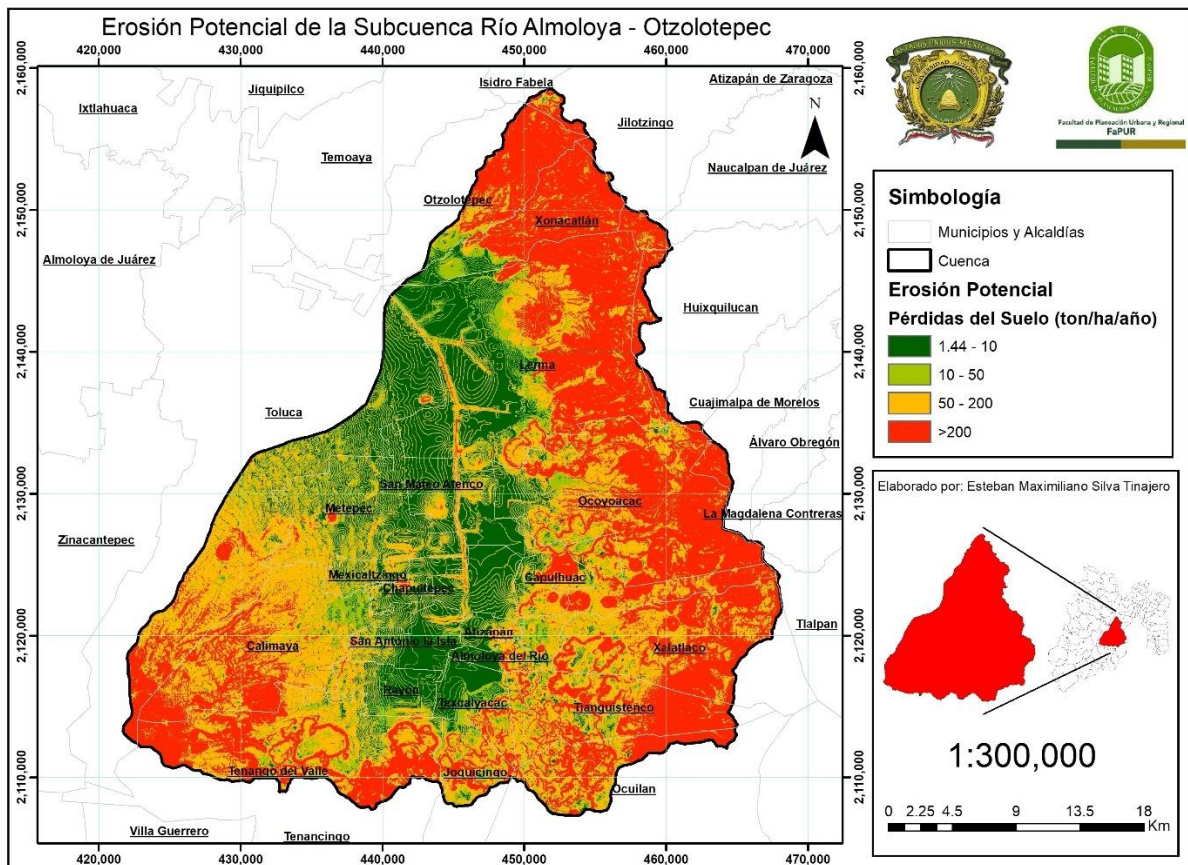 Erosión Potencial de la Subcuenca Río Almoloya - Otzolotepec
420,000 430,000 440,000 450,000 460,000 470,000
2,160,000
2,150,000
2,140,000
2,130,000
2,120,000
2,110,000
Isidro Fabela
Atizapán de Zaragoza
Jiquipilco
Ixtlahuaca
N
Jilotzingo
Temoaya
Naucalpan de Juárez
Otzolotepec
Xonacatlán
Almoloya de Juárez
Huixquilucan
Lerma
Cuajimalpa de Morelos
Toluca
Álvaro Obregón
San Mateo Atenco
Ocoyoacac
Metepec
La Magdalena Contreras
Zinacantepec
Mexicaltzingo
Capulhuac
Chapultepec
Tlalpan
Atizapán
San Antonio la Isla
Calimaya
Xalatlaco
Almoloya del Río
Rayón
Texcalyacac
Tianguistenco
Tenango del Valle
Joquicingo
Ocuilan
Villa Guerrero
Tenancingo
2,160,000
2,150,000
2,140,000
2,130,000
2,120,000
2,110,000
420,000 430,000 440,000 450,000 460,000 470,000
ESTADOS UNIDOS MEXICANOS
Facultad de Planeación Urbana y Regional
FaPUR
Simbología
Municipios y Alcaldías
Cuenca
Erosión Potencial
Pérdidas del Suelo (ton/ha/año)
1.44 - 10
10 - 50
50 - 200
>200
Elaborado por: Esteban Maximiliano Silva Tinajero
1:300,000
0 2.25 4.5 9 13.5 18
Km